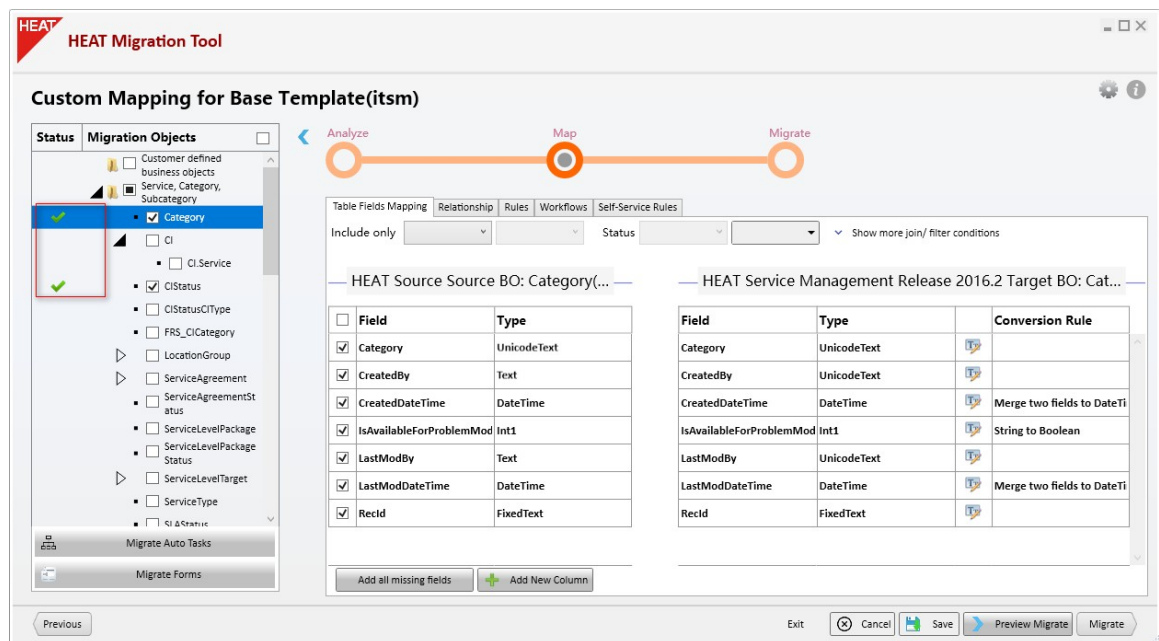 HEAT
HEAT Migration Tool
Custom Mapping for Base Template(itsm)
Status Migration Objects
Customer defined
business objects
Service, Category,
Subcategory
Category
CI
CI.Service
CIStatus
CIStatusCIType
FRS_CICategory
LocationGroup
ServiceAgreement
ServiceAgreementSt
atus
ServiceLevelPackage
ServiceLevelPackage
Status
ServiceLevelTarget
ServiceType
SLAStatus
Migrate Auto Tasks
Migrate Forms
Analyze Map Migrate
Table Fields Mapping Relationship Rules Workflows Self-Service Rules
Include only Status Show more join/ filter conditions
HEAT Source Source BO: Category(...
Field Type
Category UnicodeText
CreatedBy Text
CreatedDateTime DateTime
IsAvailableForProblemMod Int1
LastModBy Text
LastModDateTime DateTime
RecId FixedText
HEAT Service Management Release 2016.2 Target BO: Cat...
Field Type Conversion Rule
Category UnicodeText
CreatedBy UnicodeText
CreatedDateTime DateTime Merge two fields to DateTi
IsAvailableForProblemMod Int1 String to Boolean
LastModBy UnicodeText
LastModDateTime DateTime Merge two fields to DateTi
RecId FixedText
Add all missing fields Add New Column
Previous Exit Cancel Save Preview Migrate Migrate